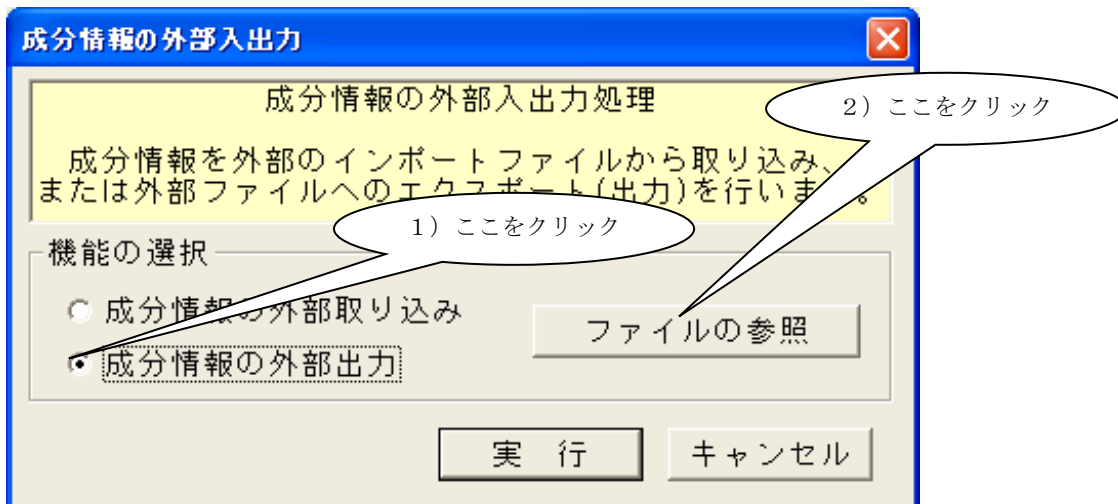 成分情報の外部入出力
成分情報の外部入出力処理
2）ここをクリック
成分情報を外部のインポートファイルから取り込み、
または外部ファイルへのエクスポート(出力)を行います。
1）ここをクリック
機能の選択
成分情報の外部取り込み
ファイルの参照
成分情報の外部出力
実　行
キャンセル